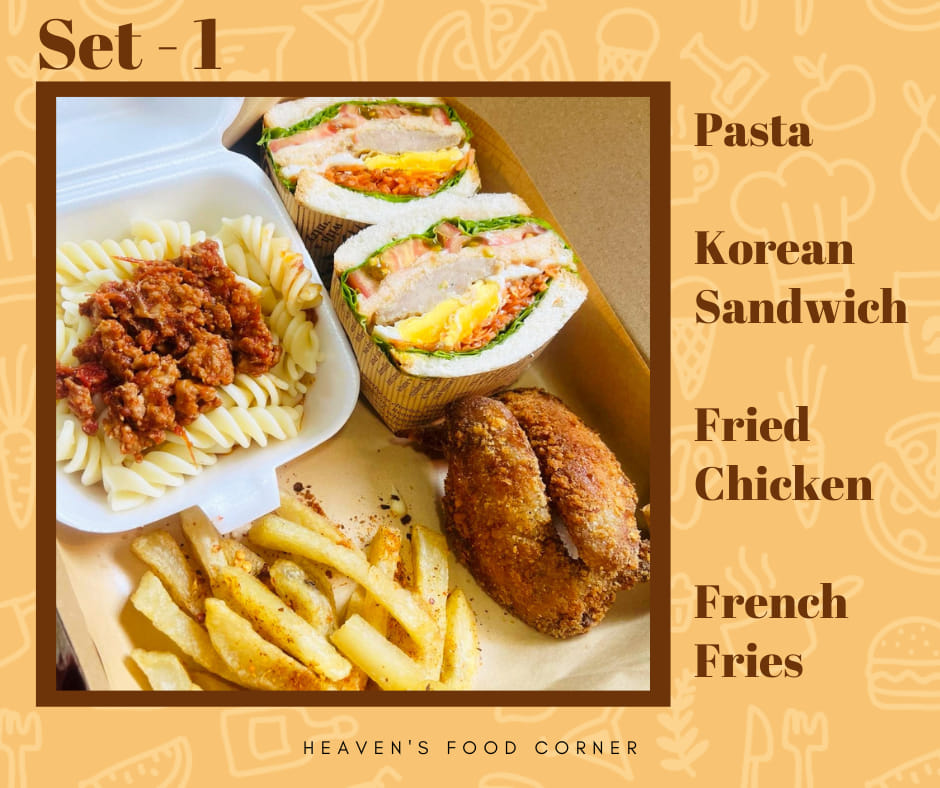 Set - 1
Pasta
Korean
Sandwich
Fried
Chicken
French
Fries
HEAVEN'S FOOD CORNER